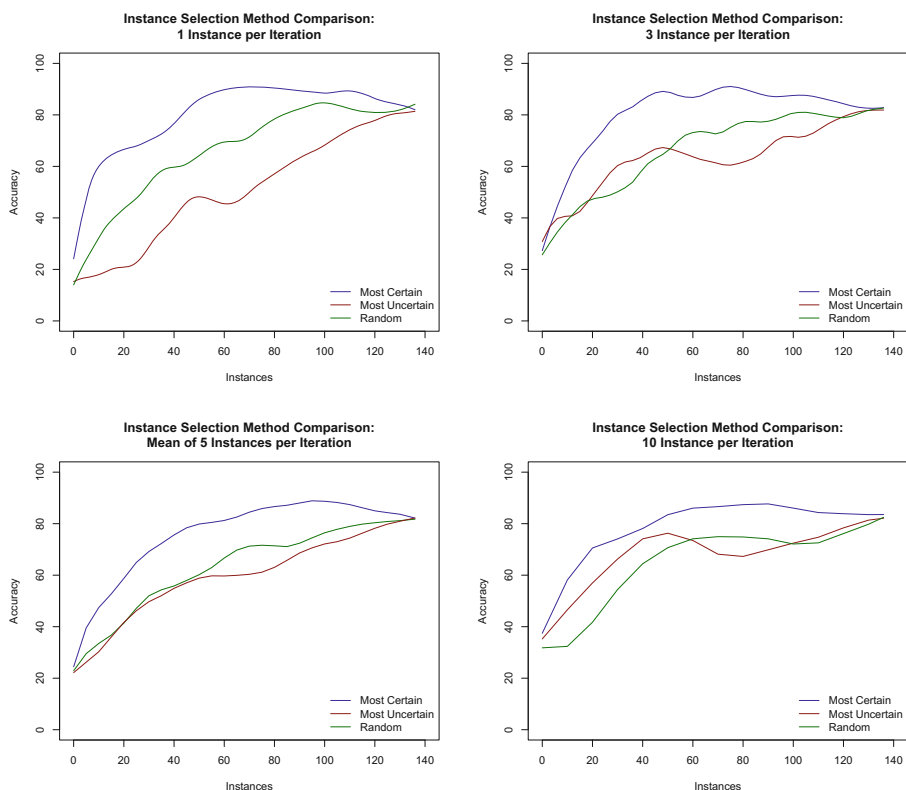 Instance Selection Method Comparison:
1 Instance per Iteration
Accuracy
100
80
60
40
20
0
Most Certain
Most Uncertain
Random
0 20 40 60 80 100 120 140
Instances
Instance Selection Method Comparison:
3 Instance per Iteration
Accuracy
100
80
60
40
20
0
Most Certain
Most Uncertain
Random
0 20 40 60 80 100 120 140
Instances
Instance Selection Method Comparison:
Mean of 5 Instances per Iteration
Accuracy
100
80
60
40
20
0
Most Certain
Most Uncertain
Random
0 20 40 60 80 100 120 140
Instances
Instance Selection Method Comparison:
10 Instance per Iteration
Accuracy
100
80
60
40
20
0
Most Certain
Most Uncertain
Random
0 20 40 60 80 100 120 140
Instances